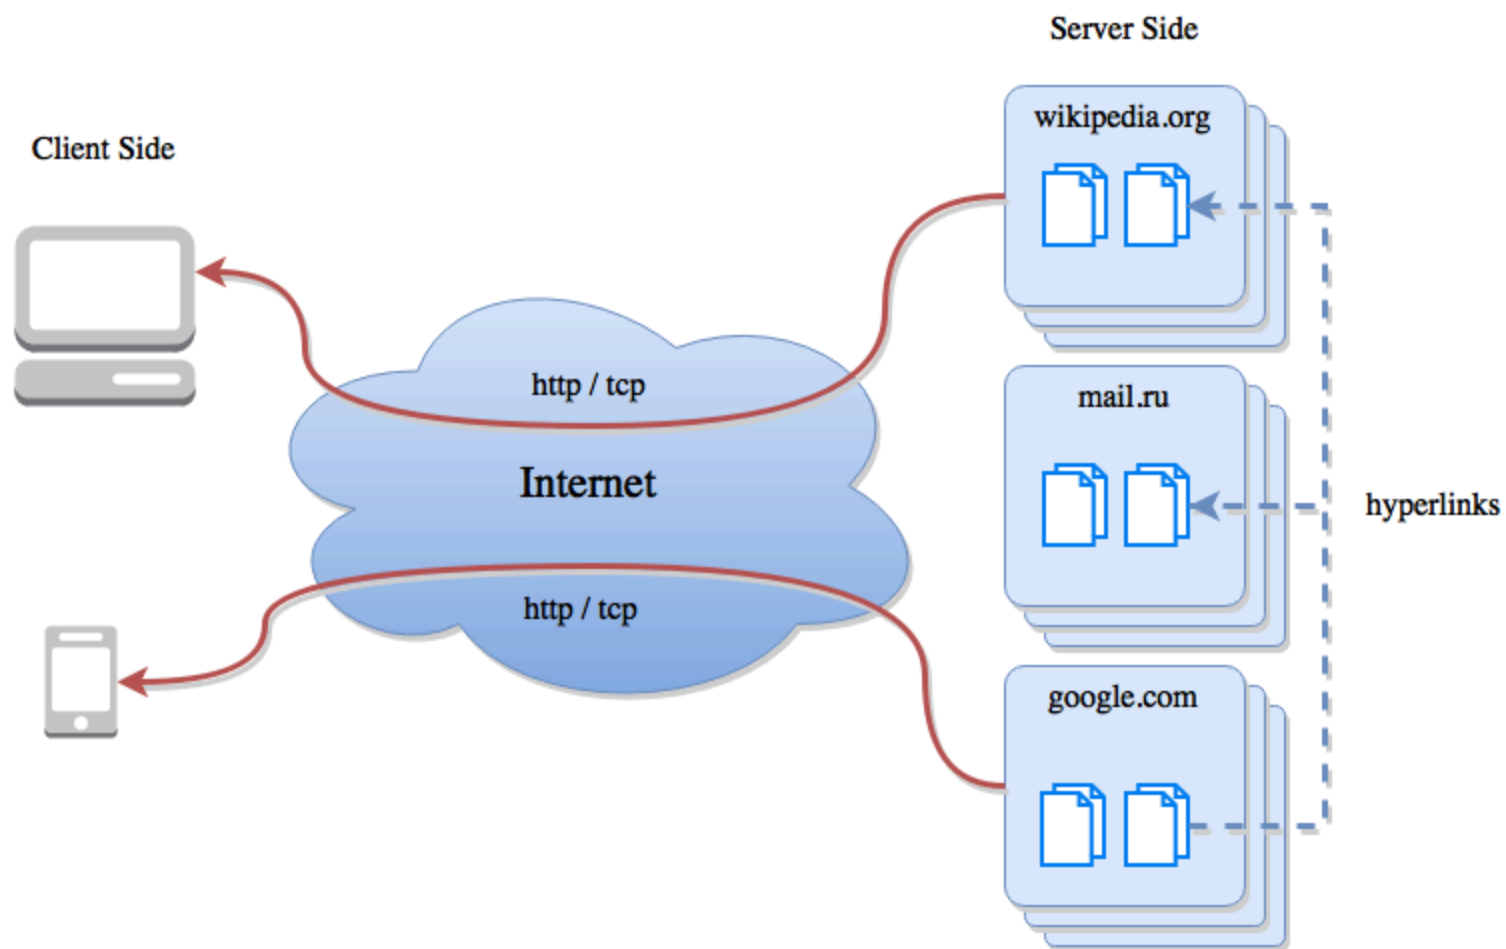 Server Side
wikipedia.org
Client Side
http / tcp
mail.ru
Internet
hyperlinks
http / tcp
google.com